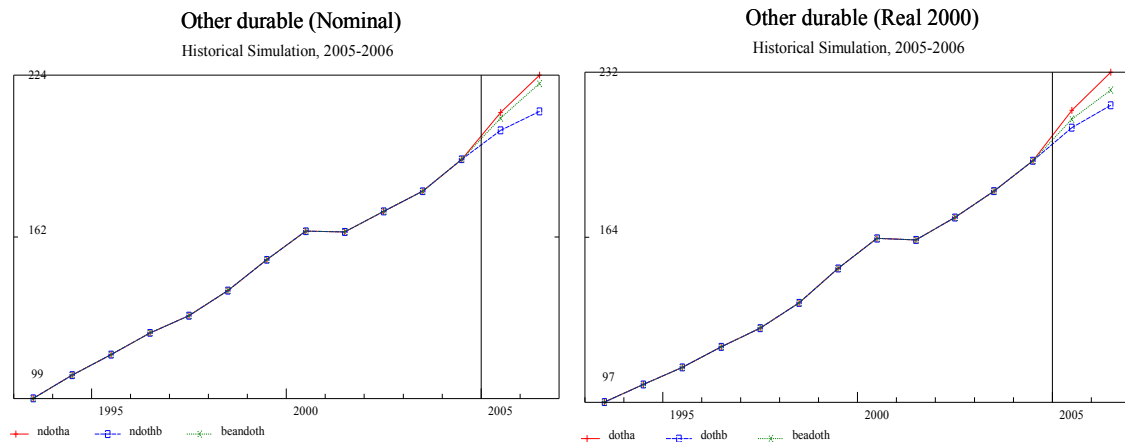 Other durable (Nominal)
Historical Simulation, 2005-2006
224
162
99
1995 2000 2005
ndotha ndothb beandoth
Other durable (Real 2000)
Historical Simulation, 2005-2006
232
164
97
1995 2000 2005
dotha dothb beadoth